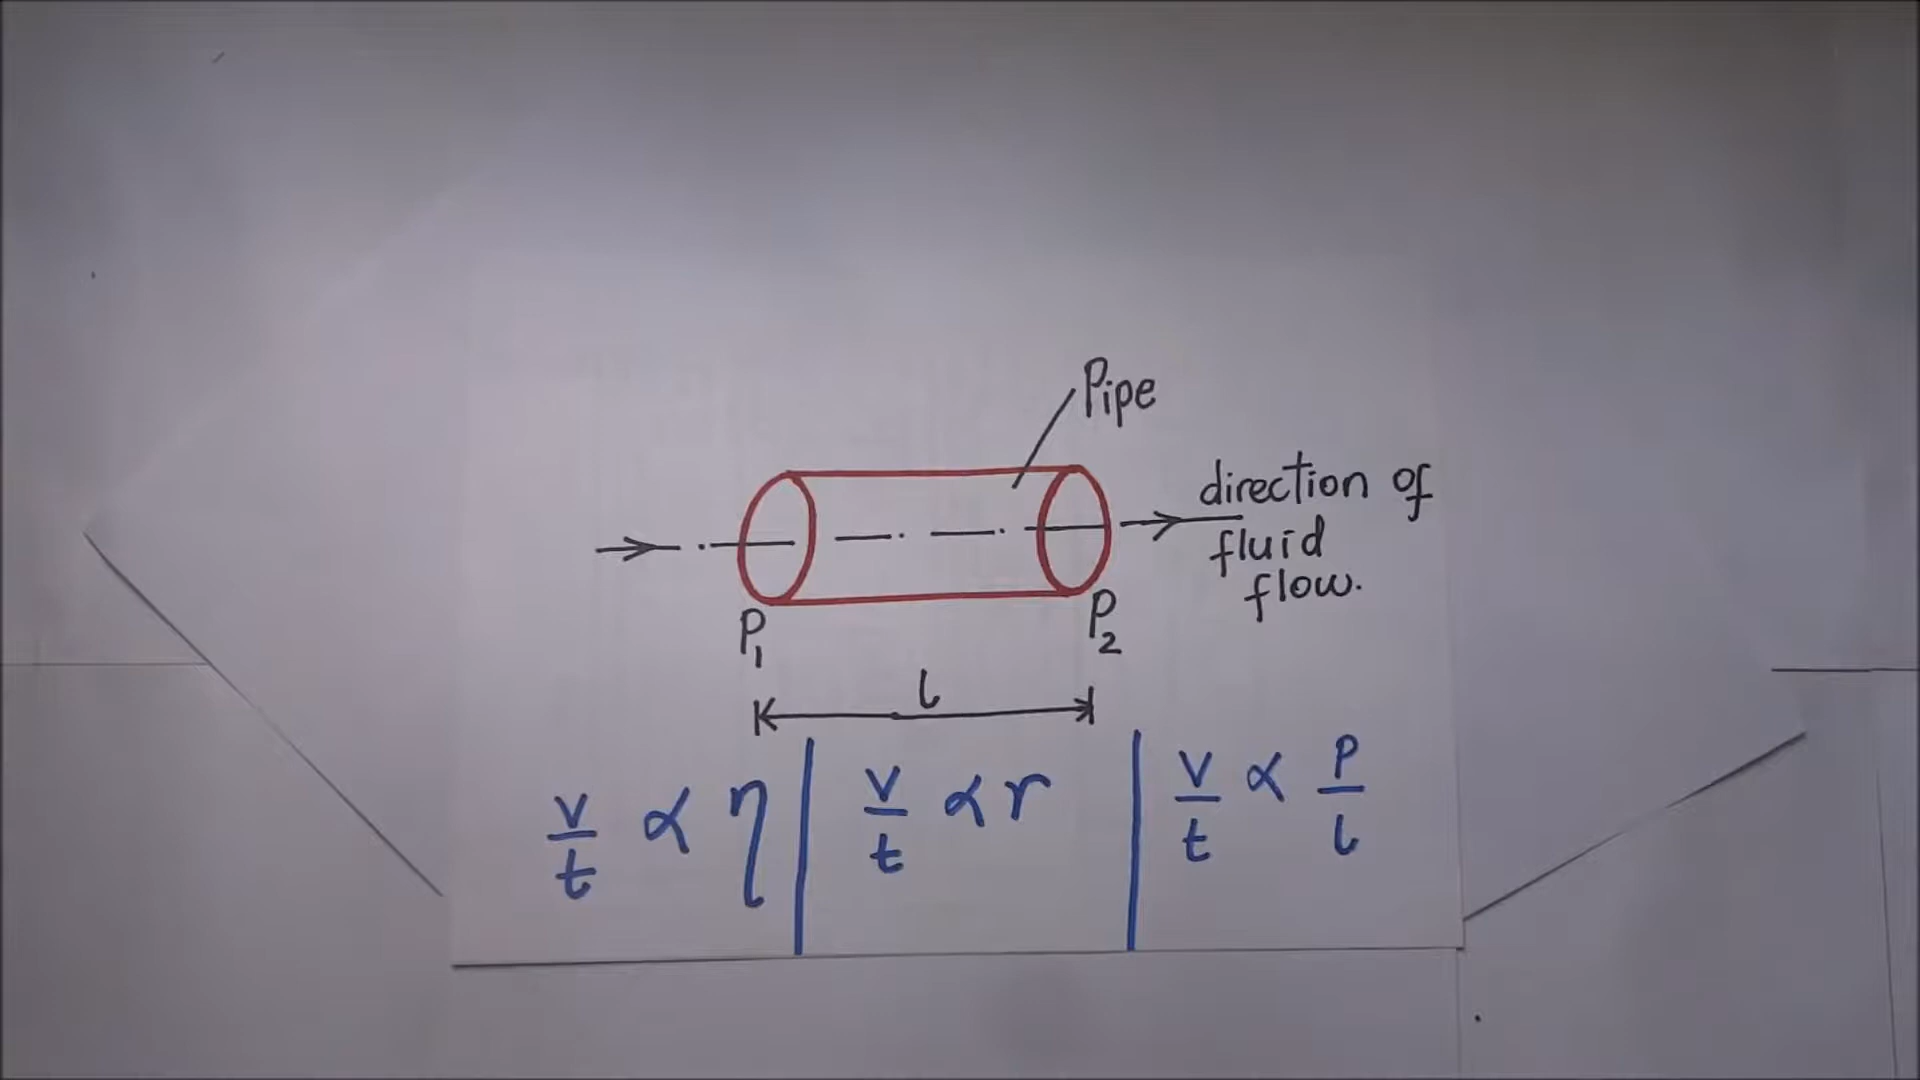 Pipe
direction of
fluid
flow.
P1
P2
l
v/t ∝ η
v/t ∝ r
v/t ∝ P/l